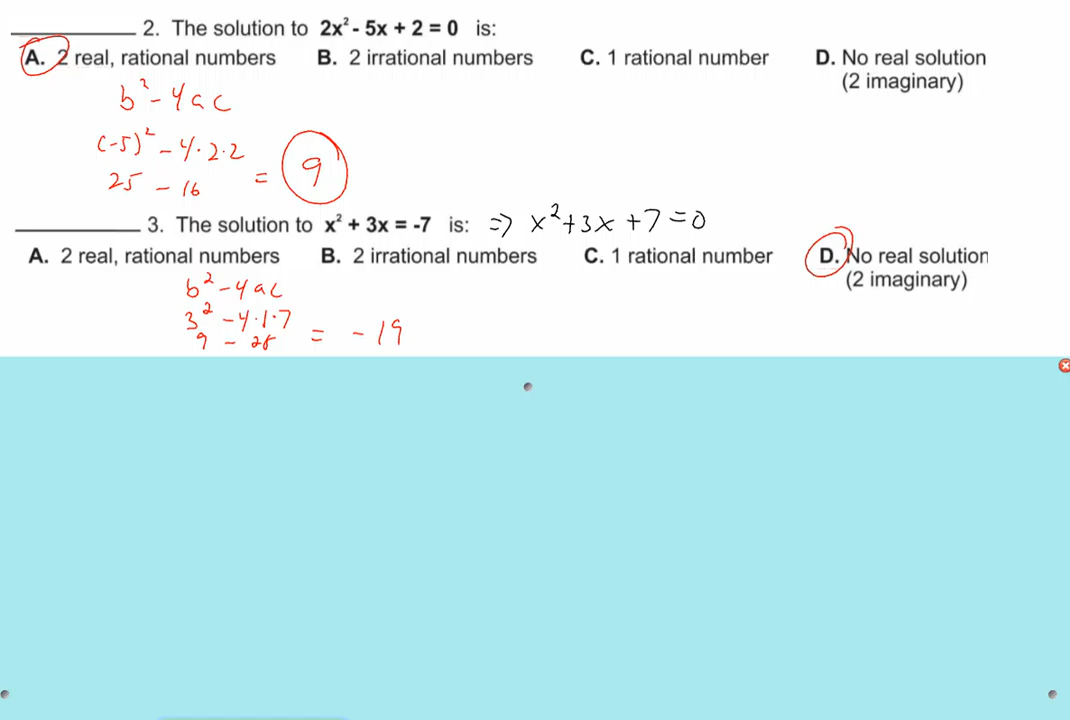 2. The solution to 2x² - 5x + 2 = 0 is:
A. 2 real, rational numbers B. 2 irrational numbers C. 1 rational number D. No real solution
(2 imaginary)
b² - 4ac
(-5)² - 4·2·2
25 - 16 = 9
3. The solution to x² + 3x = -7 is: => x² + 3x + 7 = 0
A. 2 real, rational numbers B. 2 irrational numbers C. 1 rational number D. No real solution
(2 imaginary)
b² - 4ac
3² - 4·1·7
9 - 28 = -19